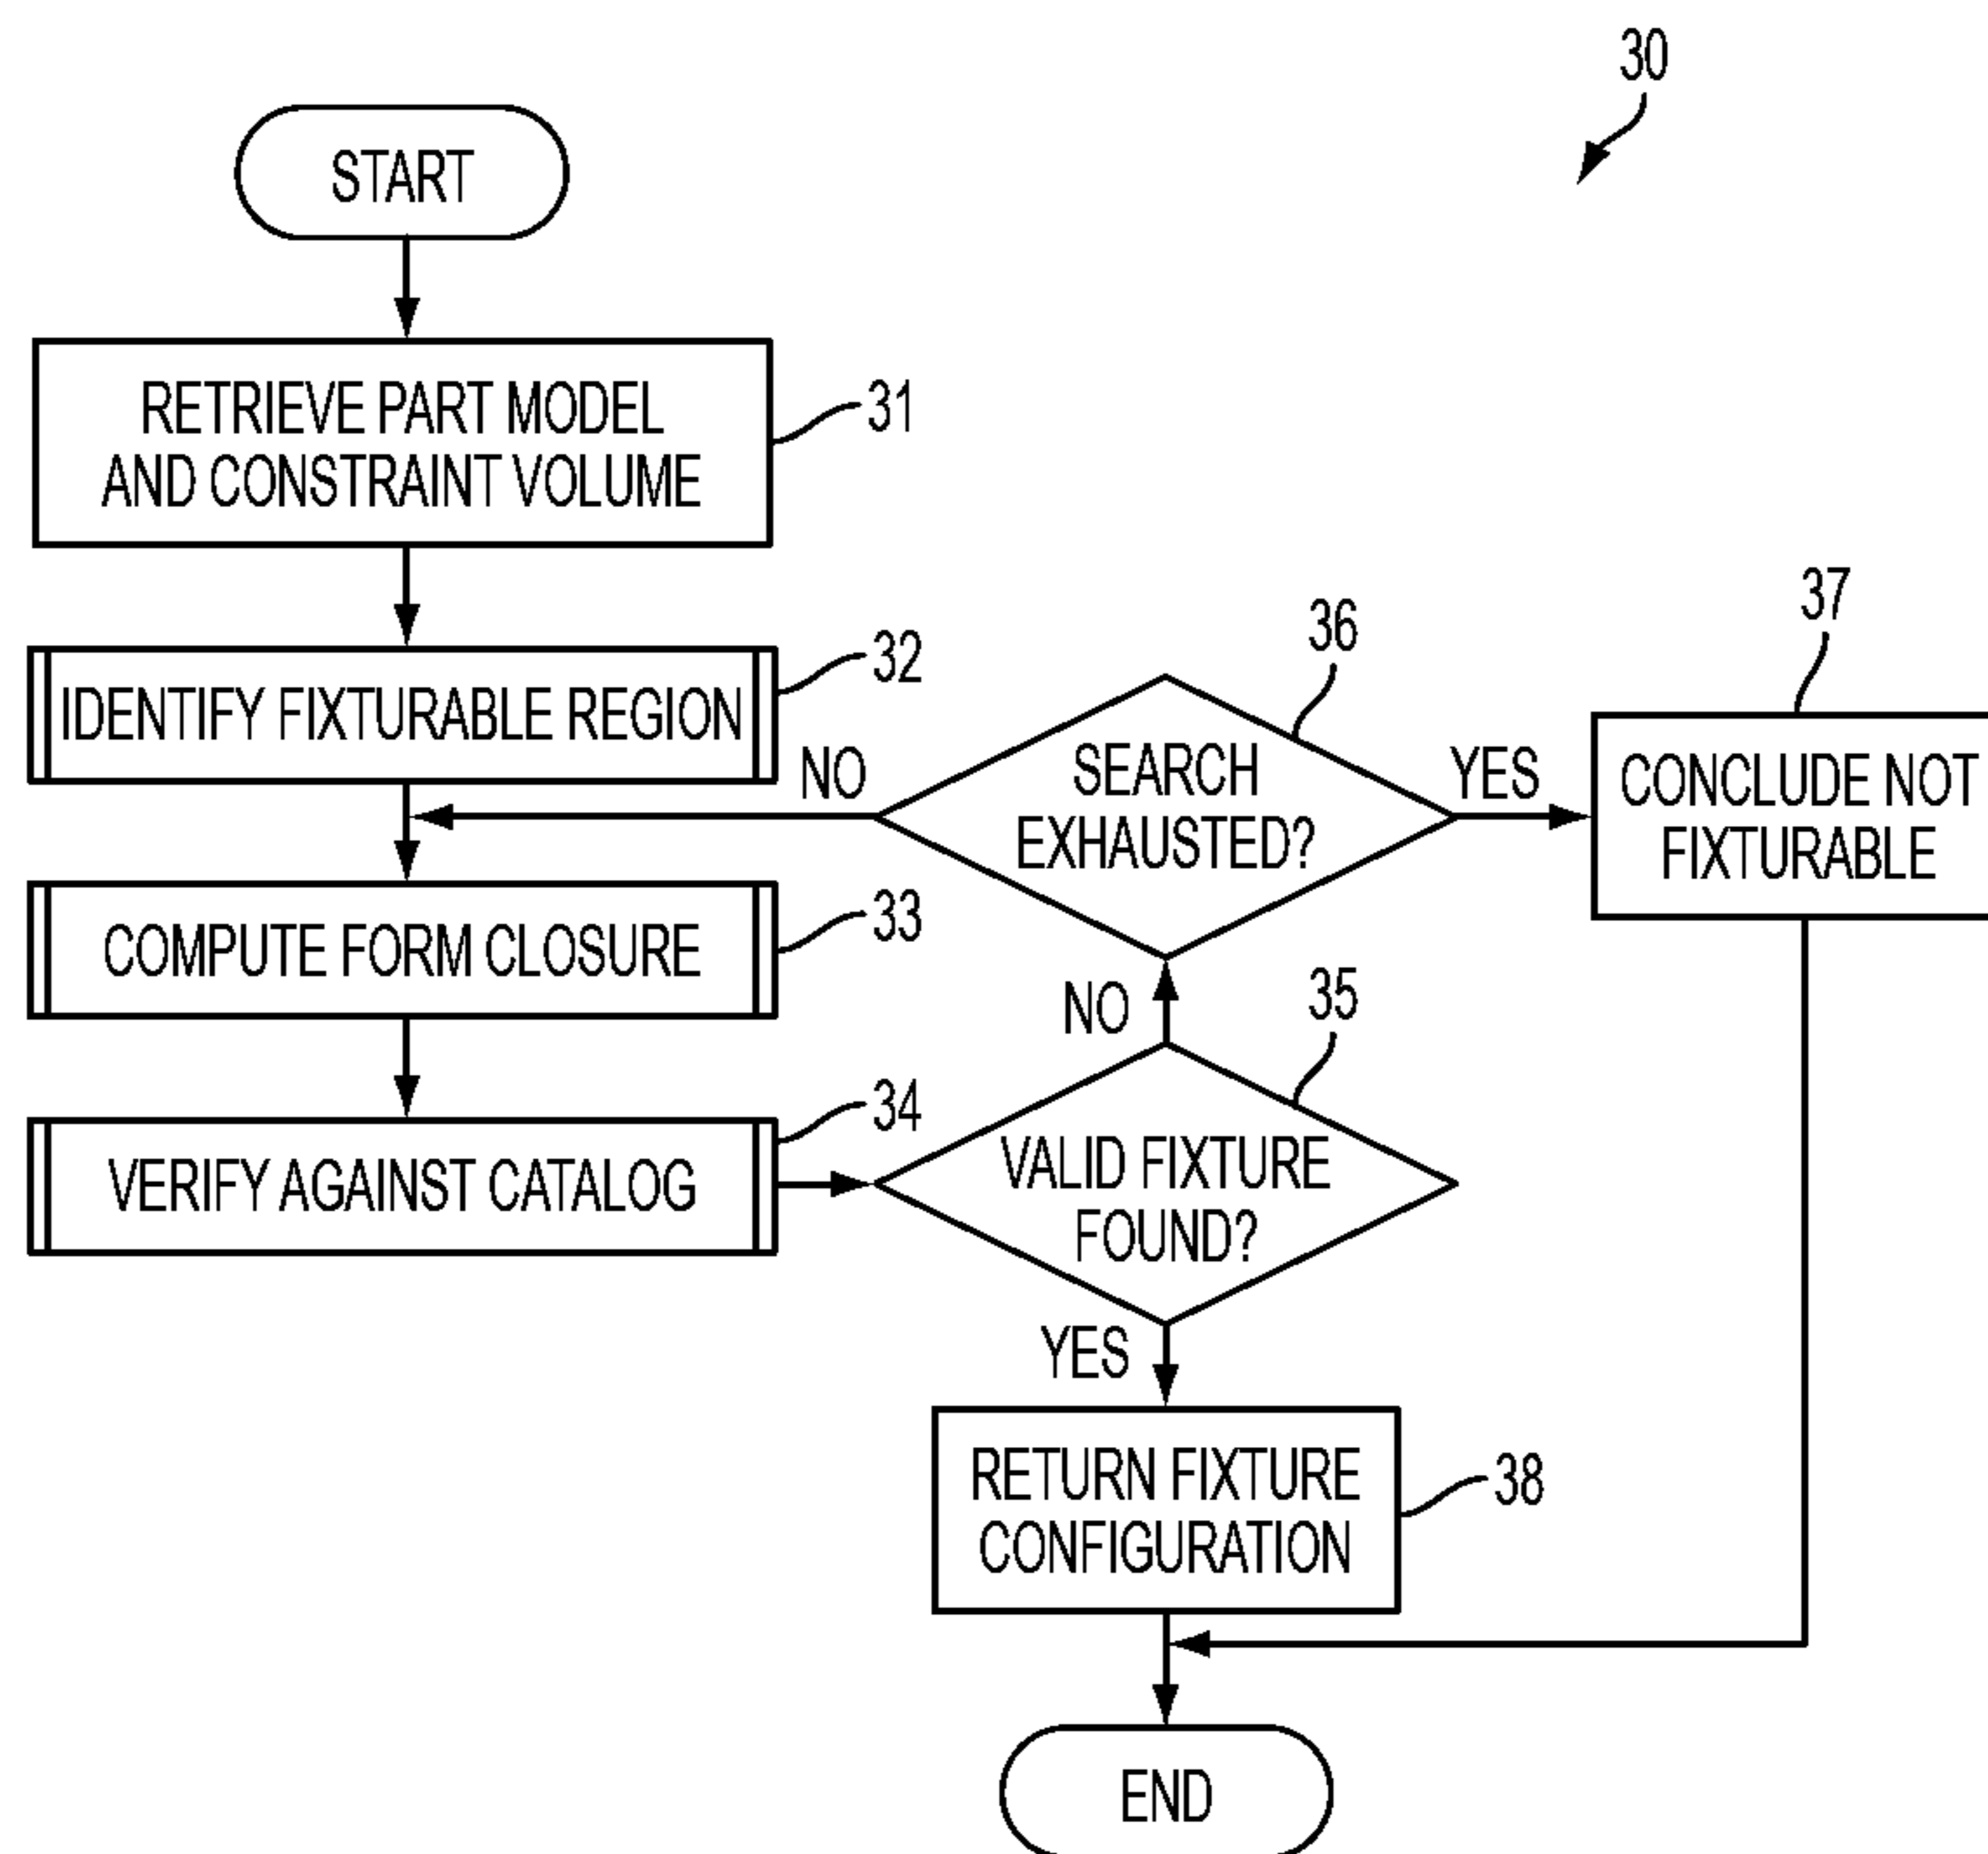 30
START
RETRIEVE PART MODEL
AND CONSTRAINT VOLUME
31
IDENTIFY FIXTURABLE REGION
32
COMPUTE FORM CLOSURE
33
VERIFY AGAINST CATALOG
34
VALID FIXTURE
FOUND?
35
NO
YES
SEARCH
EXHAUSTED?
36
NO
YES
CONCLUDE NOT
FIXTURABLE
37
RETURN FIXTURE
CONFIGURATION
38
END